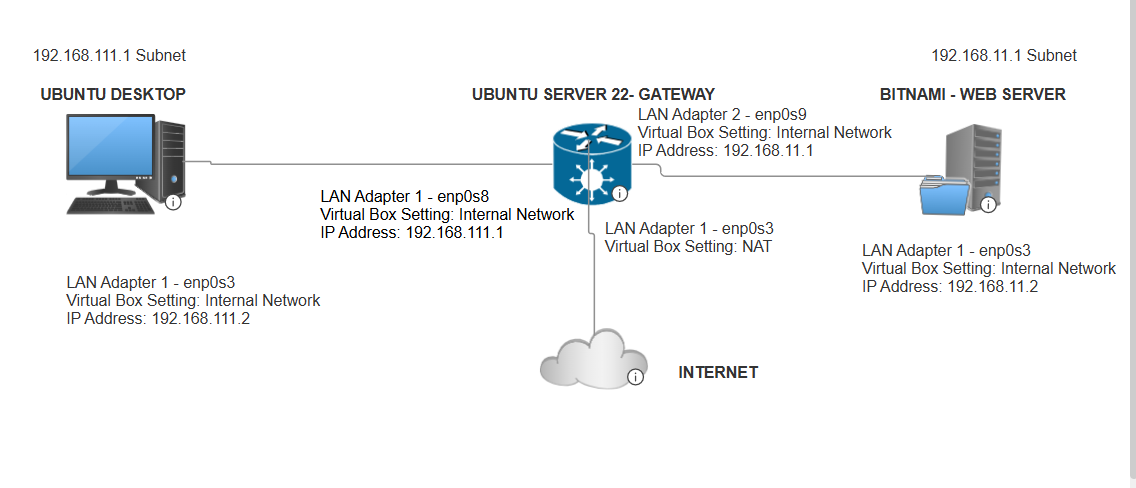 192.168.111.1 Subnet
192.168.11.1 Subnet
UBUNTU DESKTOP
UBUNTU SERVER 22- GATEWAY
BITNAMI - WEB SERVER
LAN Adapter 2 - enp0s9
Virtual Box Setting: Internal Network
IP Address: 192.168.11.1
LAN Adapter 1 - enp0s8
Virtual Box Setting: Internal Network
IP Address: 192.168.111.1
LAN Adapter 1 - enp0s3
Virtual Box Setting: NAT
LAN Adapter 1 - enp0s3
Virtual Box Setting: Internal Network
IP Address: 192.168.11.2
LAN Adapter 1 - enp0s3
Virtual Box Setting: Internal Network
IP Address: 192.168.111.2
INTERNET